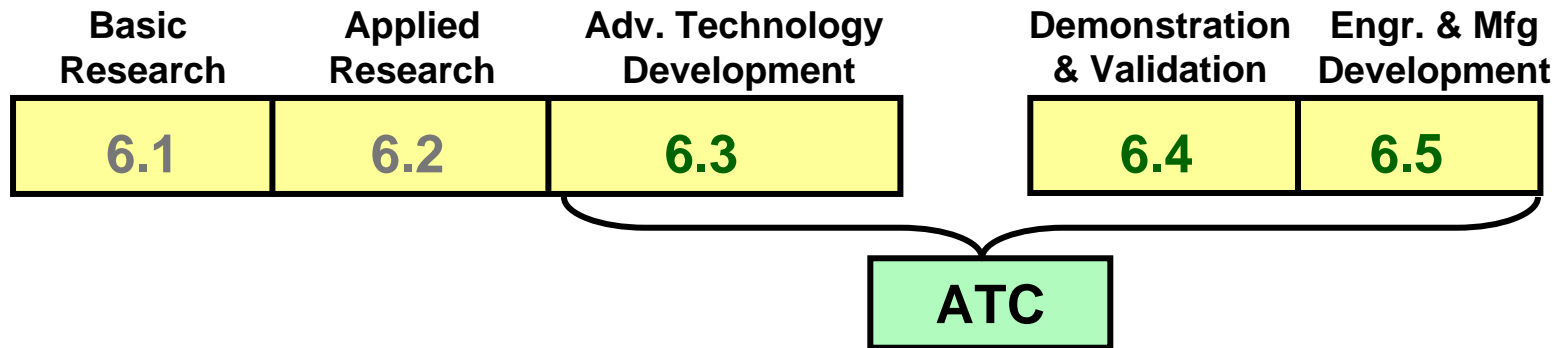 Basic
Research
Applied
Research
Adv. Technology
Development
Demonstration
& Validation
Engr. & Mfg
Development
6.1
6.2
6.3
6.4
6.5
ATC